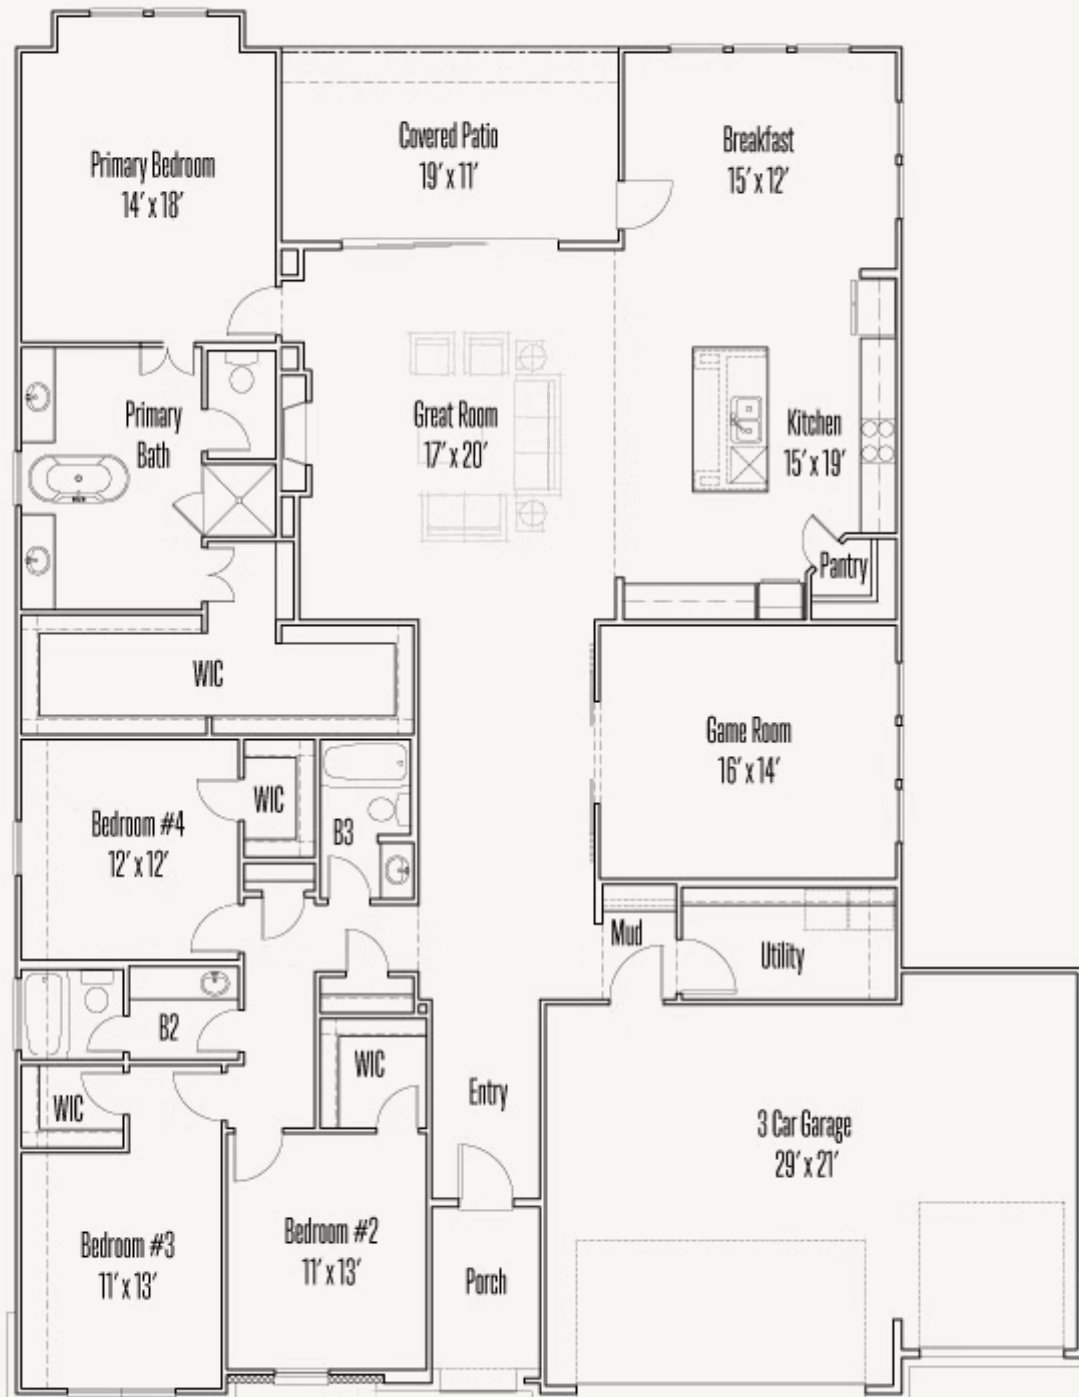 Primary Bedroom
14' x 18'
Covered Patio
19' x 11'
Breakfast
15' x 12'
Primary
Bath
Great Room
17' x 20'
Kitchen
15' x 19'
Pantry
WIC
Game Room
16' x 14'
Bedroom #4
12' x 12'
WIC
B3
Mud
Utility
B2
WIC
WIC
Entry
3 Car Garage
29' x 21'
Bedroom #3
11' x 13'
Bedroom #2
11' x 13'
Porch